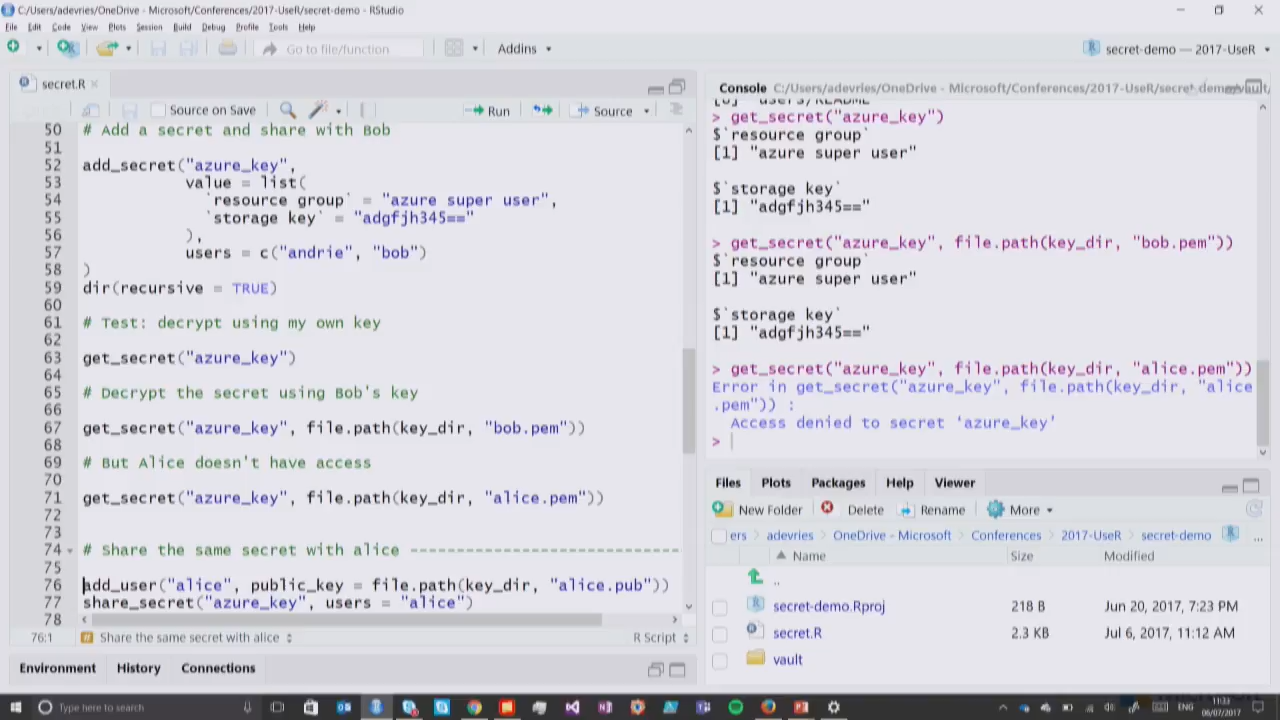 C:/Users/adevries/OneDrive - Microsoft/Conferences/2017-UseR/secret-demo - RStudio
File Edit Code View Plots Session Build Debug Profile Tools Help
Go to file/function
Addins
secret-demo — 2017-UseR
secret.R
Source on Save
Run
Source
50 # Add a secret and share with Bob
51
52 add_secret("azure_key",
53 value = list(
54 `resource group` = "azure super user",
55 `storage key` = "adgfjh345=="
56 ),
57 users = c("andrie", "bob")
58 )
59 dir(recursive = TRUE)
60
61 # Test: decrypt using my own key
62
63 get_secret("azure_key")
64
65 # Decrypt the secret using Bob's key
66
67 get_secret("azure_key", file.path(key_dir, "bob.pem"))
68
69 # But Alice doesn't have access
70
71 get_secret("azure_key", file.path(key_dir, "alice.pem"))
72
73
74 # Share the same secret with alice -----------------------------
75
76 add_user("alice", public_key = file.path(key_dir, "alice.pub"))
77 share_secret("azure_key", users = "alice")
78
76:1 # Share the same secret with alice
R Script
Environment History Connections
Console C:/Users/adevries/OneDrive - Microsoft/Conferences/2017-UseR/secret-demo/vault/
[6] "users/README"
> get_secret("azure_key")
$`resource group`
[1] "azure super user"
$`storage key`
[1] "adgfjh345=="
> get_secret("azure_key", file.path(key_dir, "bob.pem"))
$`resource group`
[1] "azure super user"
$`storage key`
[1] "adgfjh345=="
> get_secret("azure_key", file.path(key_dir, "alice.pem"))
Error in get_secret("azure_key", file.path(key_dir, "alice
.pem")) :
Access denied to secret ‘azure_key’
>
Files Plots Packages Help Viewer
New Folder Delete Rename More
ers adevries OneDrive - Microsoft Conferences 2017-UseR secret-demo ...
Name Size Modified
..
secret-demo.Rproj 218 B Jun 20, 2017, 7:23 PM
secret.R 2.3 KB Jul 6, 2017, 11:12 AM
vault
Type here to search
ENG
11:33
06/07/2017